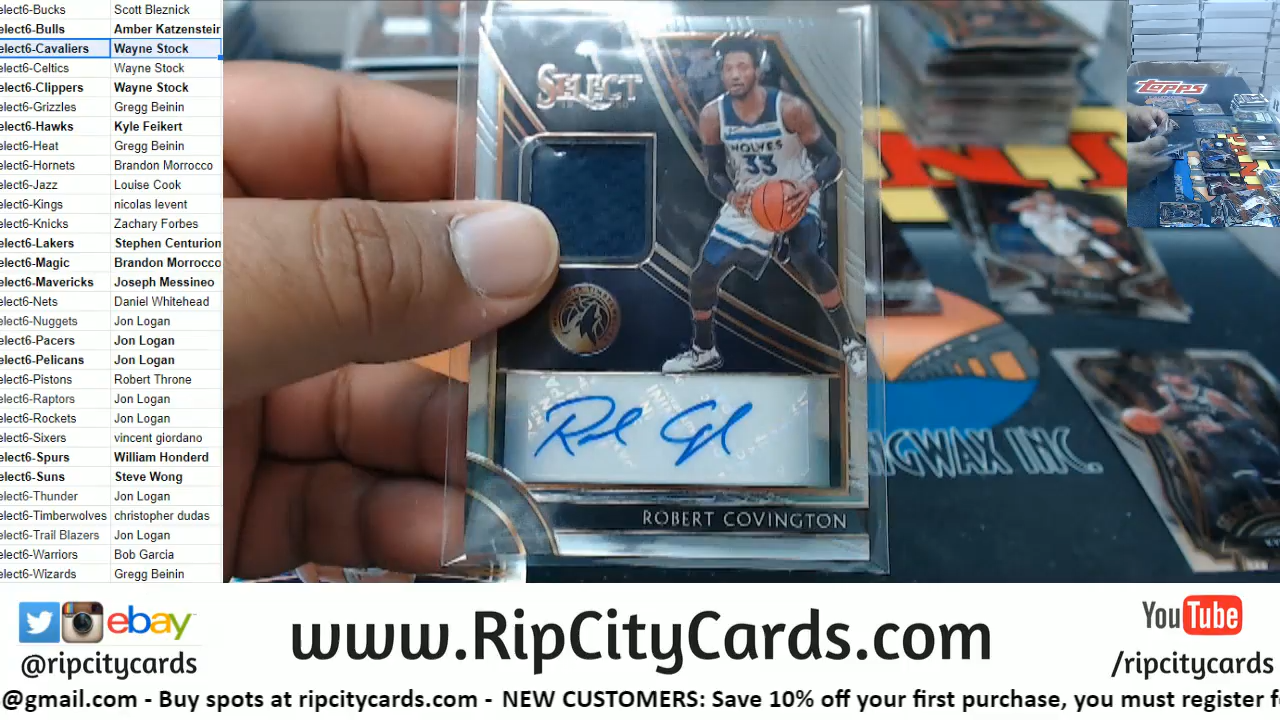 elect6-Bucks Scott Bleznick
elect6-Bulls Amber Katzenstein
elect6-Cavaliers Wayne Stock
elect6-Celtics Wayne Stock
elect6-Clippers Wayne Stock
elect6-Grizzles Gregg Beinin
elect6-Hawks Kyle Feikert
elect6-Heat Gregg Beinin
elect6-Hornets Brandon Morrocco
elect6-Jazz Louise Cook
elect6-Kings nicolas levent
elect6-Knicks Zachary Forbes
elect6-Lakers Stephen Centurion
elect6-Magic Brandon Morrocco
elect6-Mavericks Joseph Messineo
elect6-Nets Daniel Whitehead
elect6-Nuggets Jon Logan
elect6-Pacers Jon Logan
elect6-Pelicans Jon Logan
elect6-Pistons Robert Throne
elect6-Raptors Jon Logan
elect6-Rockets Jon Logan
elect6-Sixers vincent giordano
elect6-Spurs William Honderd
elect6-Suns Steve Wong
elect6-Thunder Jon Logan
elect6-Timberwolves christopher dudas
elect6-Trail Blazers Jon Logan
elect6-Warriors Bob Garcia
elect6-Wizards Gregg Beinin
SELECT
WOLVES
33
ROBERT COVINGTON
topps
NGWAX INC.
ebay
@ripcitycards
www.RipCityCards.com
YouTube
/ripcitycards
@gmail.com - Buy spots at ripcitycards.com - NEW CUSTOMERS: Save 10% off your first purchase, you must register f